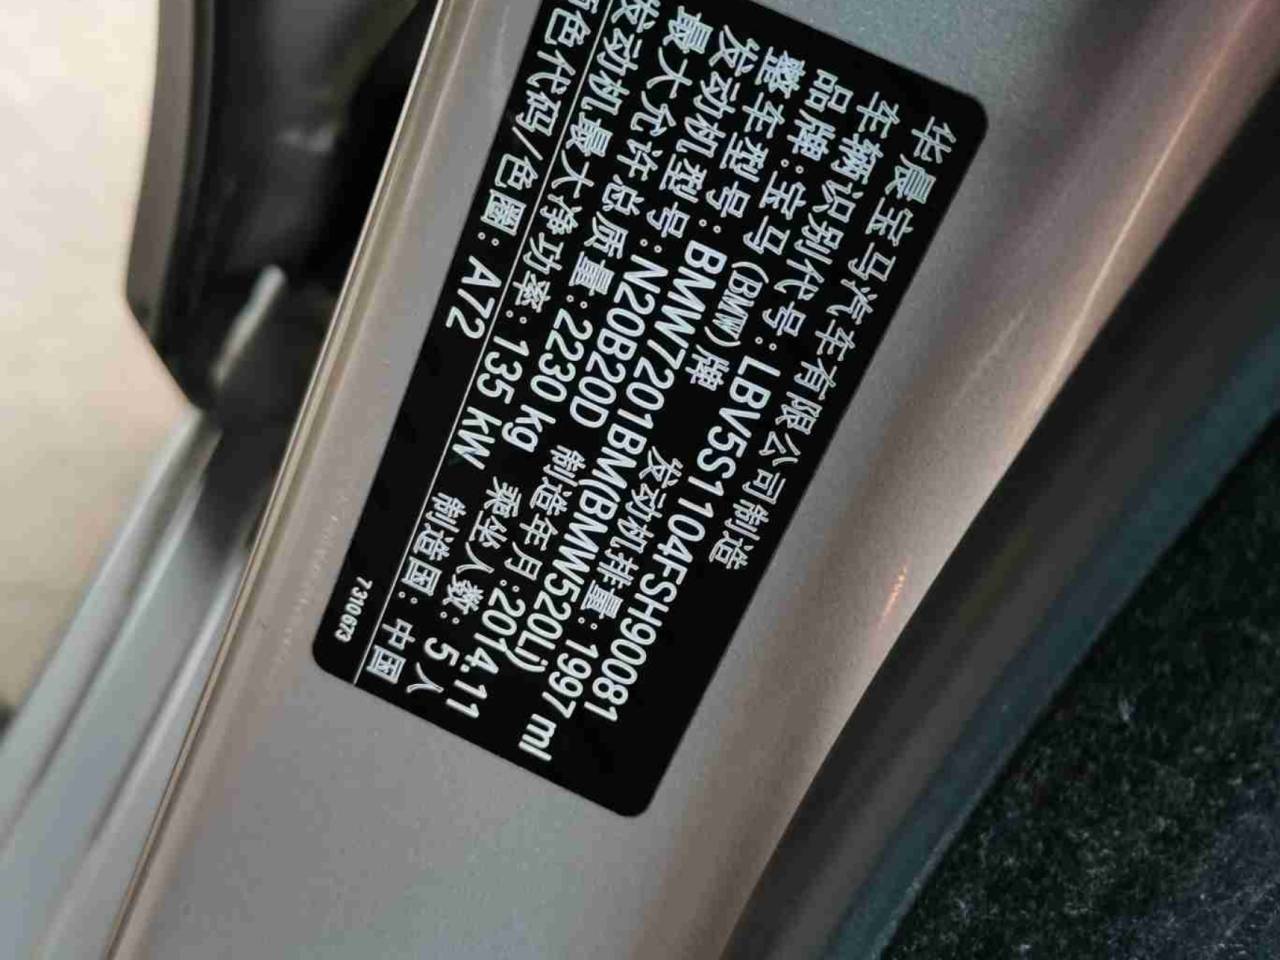 华晨宝马汽车有限公司制造
车辆识别代号: LBV5S1104FSH90081
品牌: 宝马 (BMW) 牌 发动机排量: 1997 ml
整车型号: BMW7201BM(BMW520Li)
发动机型号: N20B20D 制造年月: 2014.11
最大允许总质量: 2230 kg 乘坐人数: 5 人
发动机最大净功率: 135 kW 制造国: 中国
色代码/色圈: A72
7310673